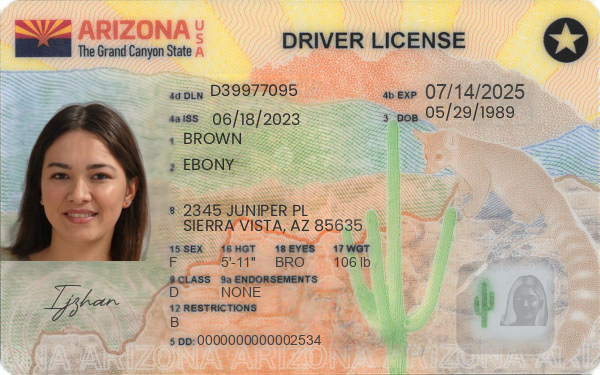 ARIZONA USA
The Grand Canyon State
DRIVER LICENSE
4d DLN D39977095
4b EXP 07/14/2025
4a ISS 06/18/2023
3 DOB 05/29/1989
1 BROWN
2 EBONY
8 2345 JUNIPER PL
SIERRA VISTA, AZ 85635
15 SEX 16 HGT 18 EYES 17 WGT
F 5'-11" BRO 106 lb
9 CLASS 9a ENDORSEMENTS
D NONE
12 RESTRICTIONS
B
5 DD: 0000000000002534
Ijshan
ARIZONA ARIZONA ARIZONA ARIZONA